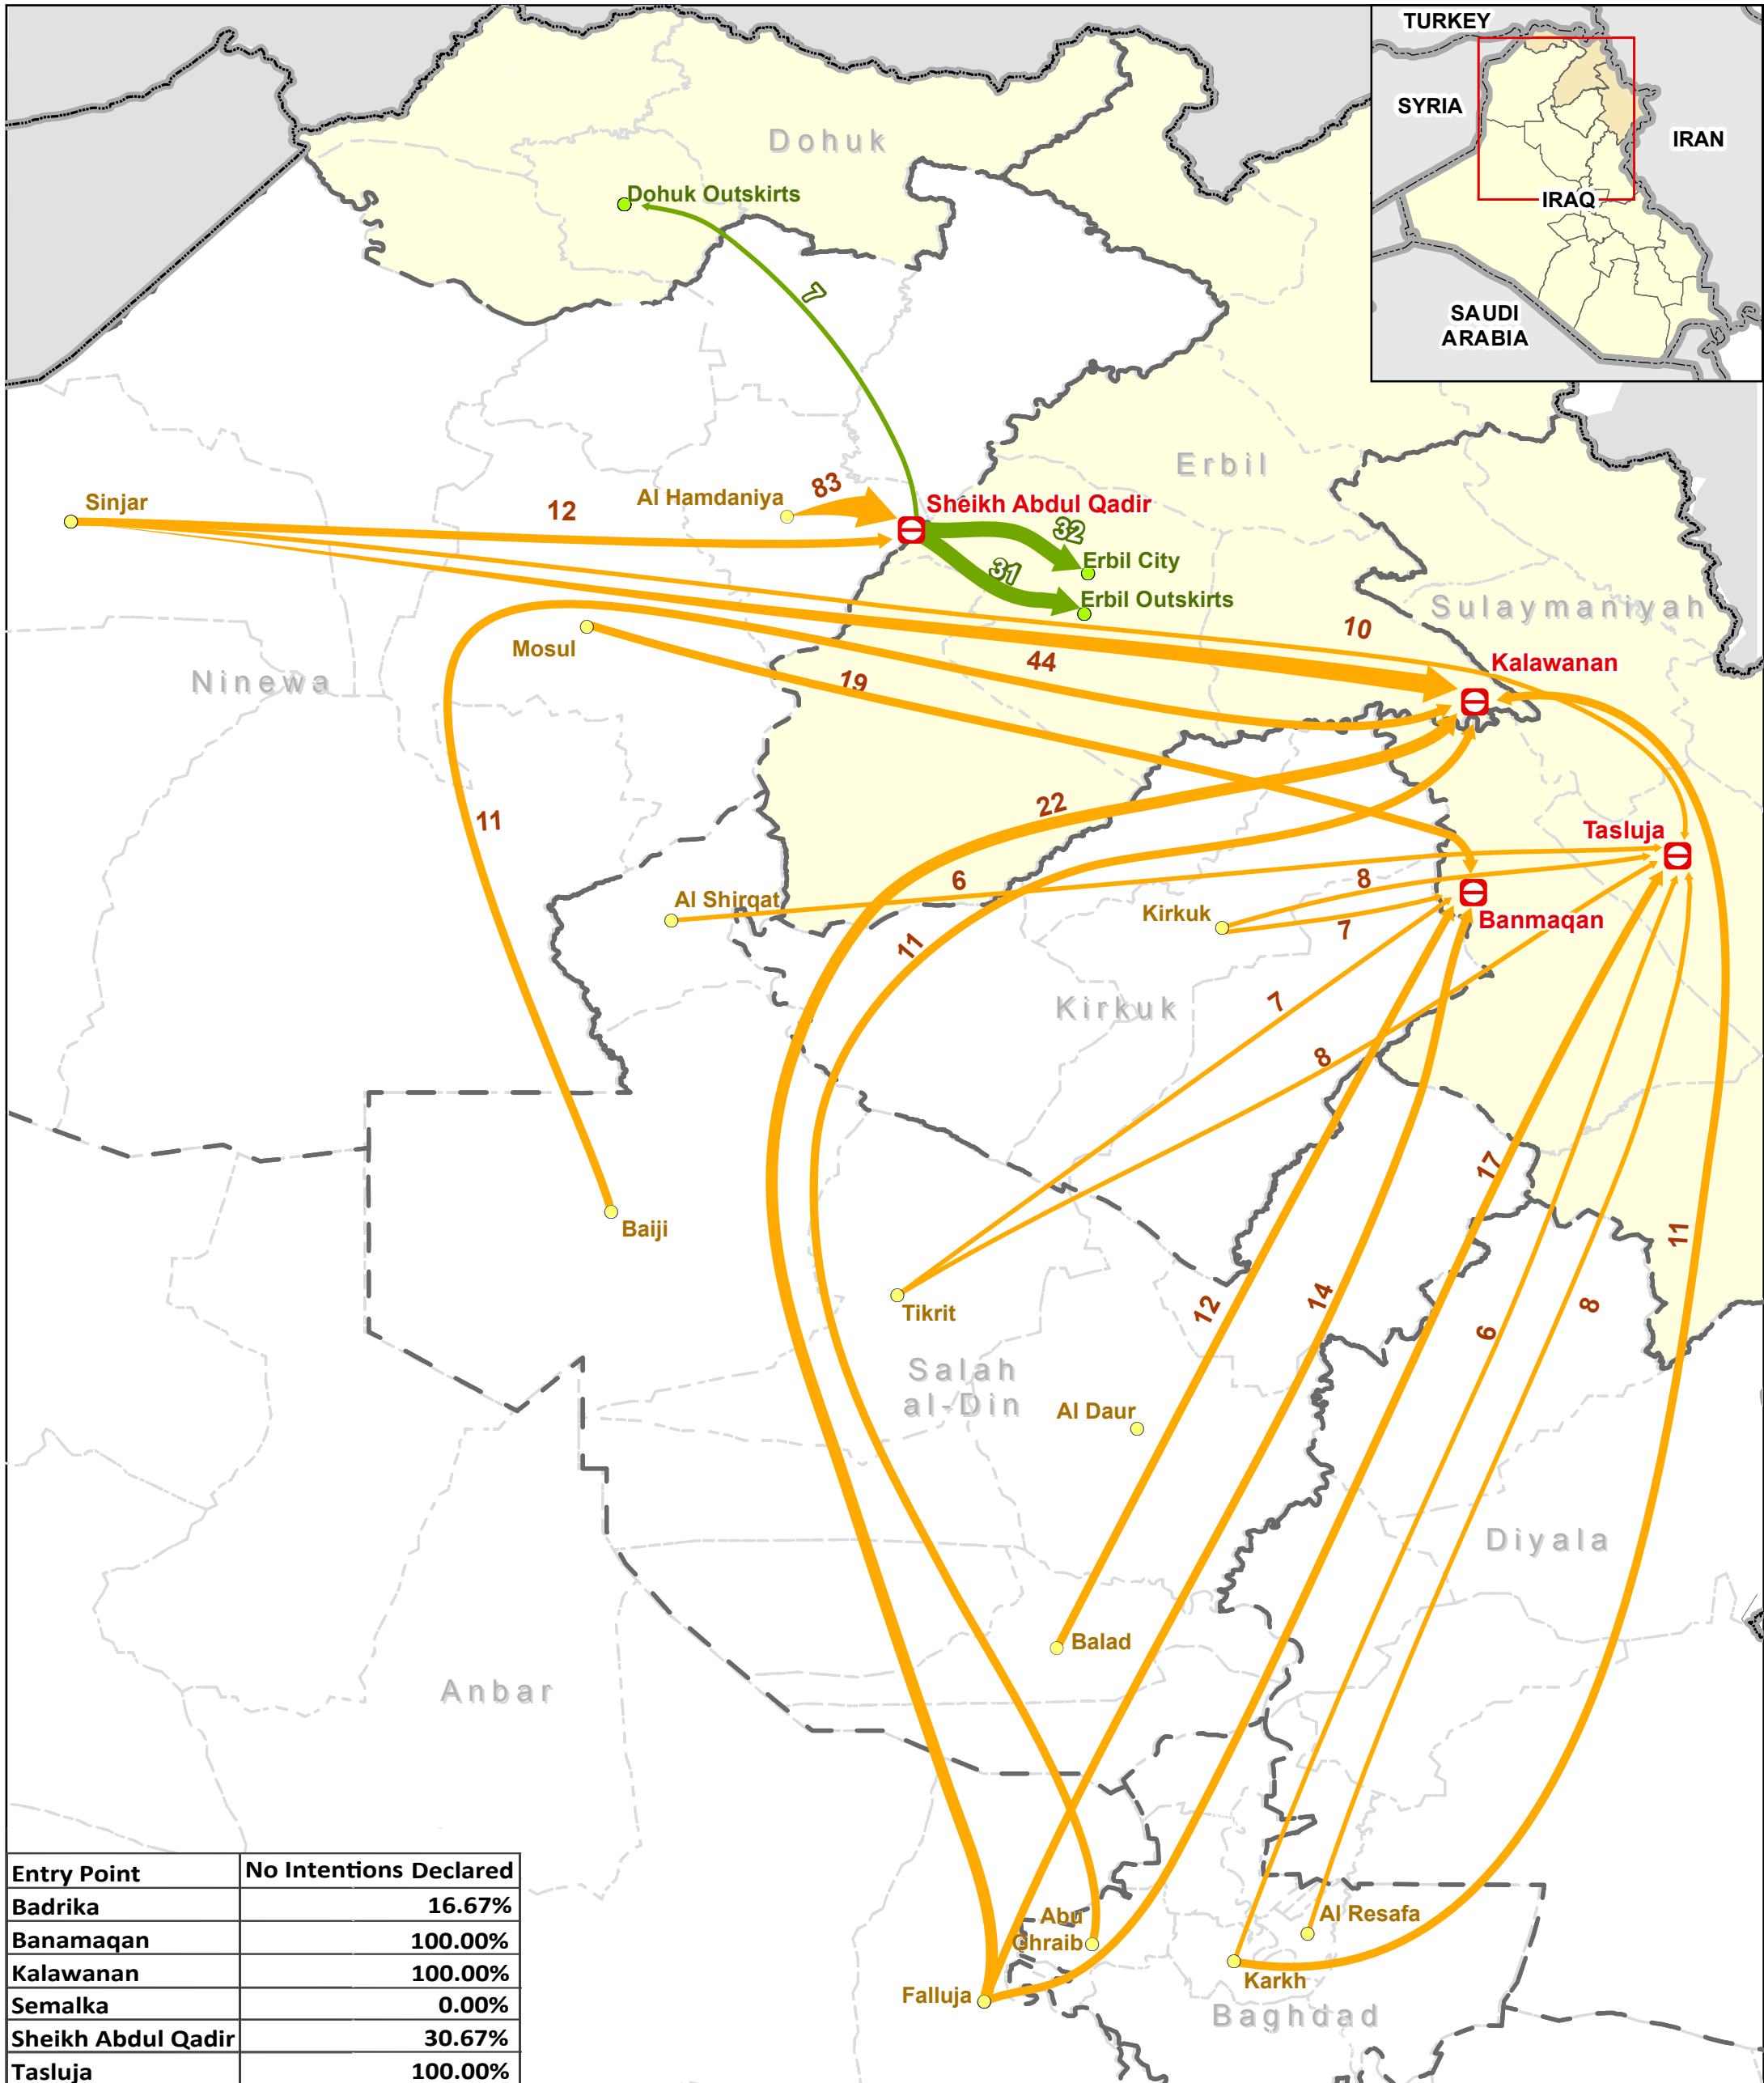 TURKEY
SYRIA
IRAN
IRAQ
SAUDI
ARABIA
Dohuk
Dohuk Outskirts
7
Erbil
Sinjar
12
Al Hamdaniya
83
Sheikh Abdul Qadir
32
Erbil City
31
Erbil Outskirts
Sulaymaniyah
10
Mosul
44
Kalawanan
Ninewa
19
22
11
Tasluja
6
8
Al Shirqat
Kirkuk
7
Banmaqan
11
Kirkuk
7
8
17
Baiji
11
Tikrit
12
14
6
8
Salah
al-Din
Al Daur
Diyala
Balad
Anbar
Abu
Ghraib
Al Resafa
Karkh
Falluja
Baghdad
Entry Point No Intentions Declared
Badrika 16.67%
Banamaqan 100.00%
Kalawanan 100.00%
Semalka 0.00%
Sheikh Abdul Qadir 30.67%
Tasluja 100.00%